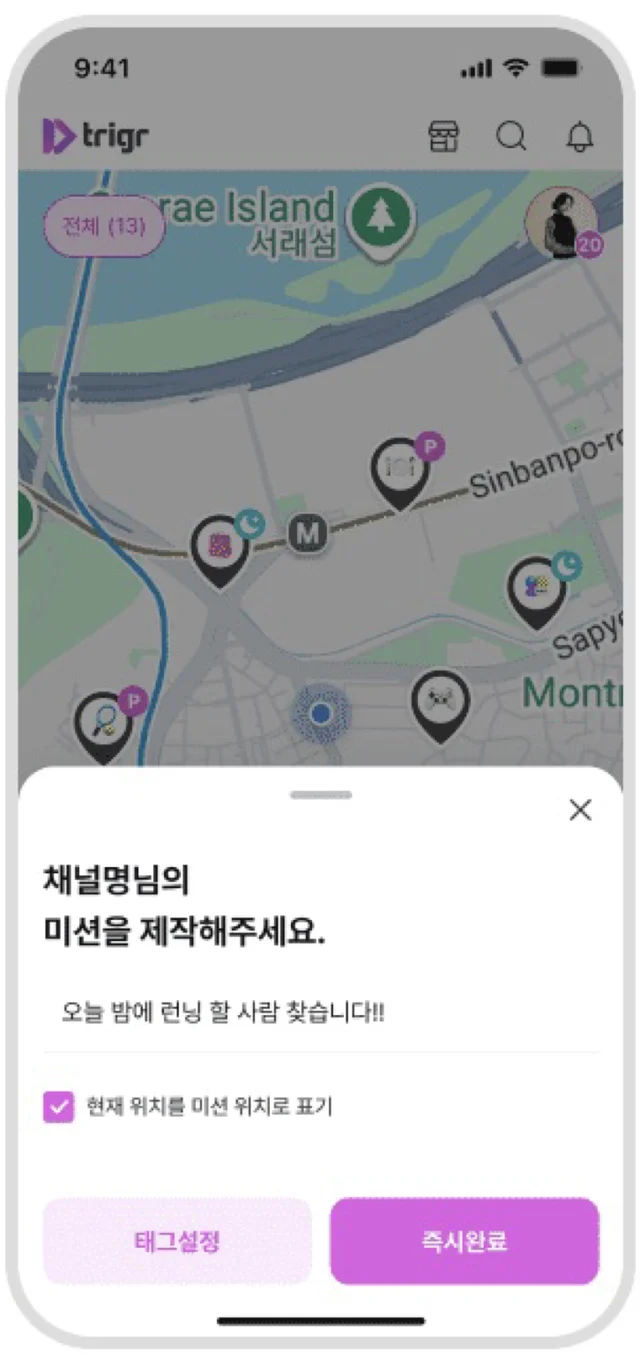 9:41
trigr
전체 (13)
rae Island
서래섬
20
P
Sinbanpo-ro
M
Sapye
P
Montm
채널명님의
미션을 제작해주세요.
오늘 밤에 런닝 할 사람 찾습니다!!
현재 위치를 미션 위치로 표기
태그설정
즉시완료